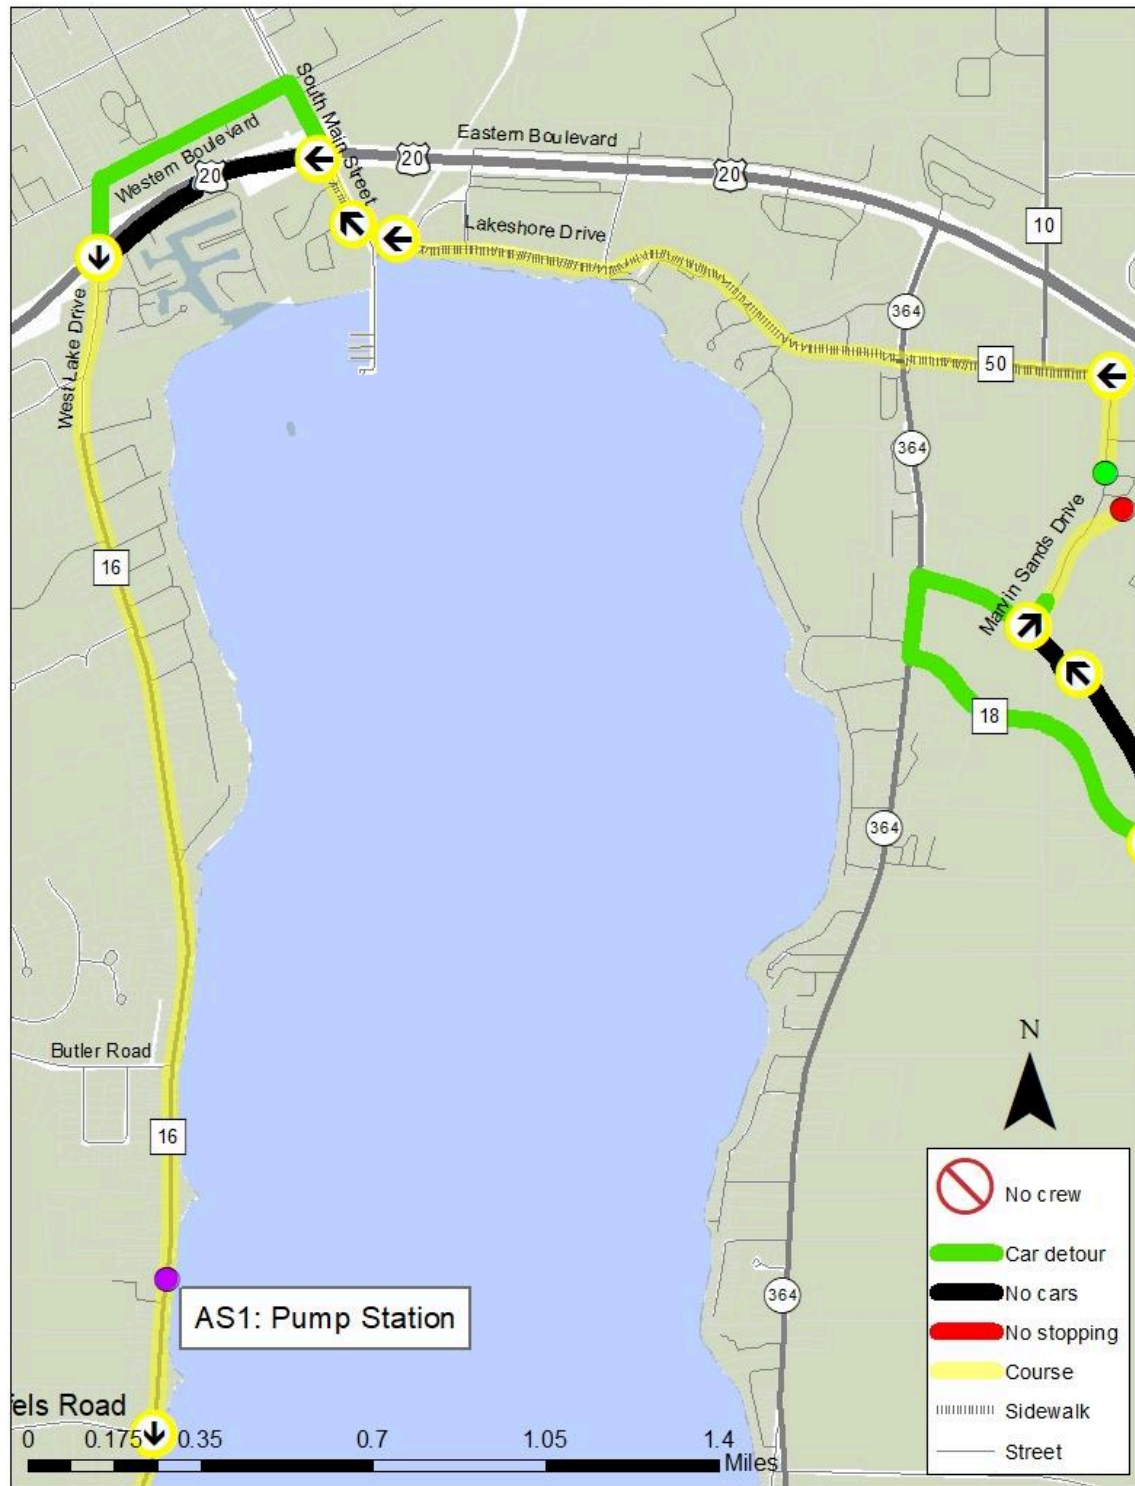 South Main Street
Eastern Boulevard
Western Boulevard
20
20
20
Lakeshore Drive
10
West Lake Drive
364
50
364
Marvin Sands Drive
16
18
364
N
Butler Road
16
No crew
Car detour
364
AS1: Pump Station
No cars
No stopping
Course
fels Road
Sidewalk
0 0.175 0.35 0.7 1.05 1.4
Miles
Street